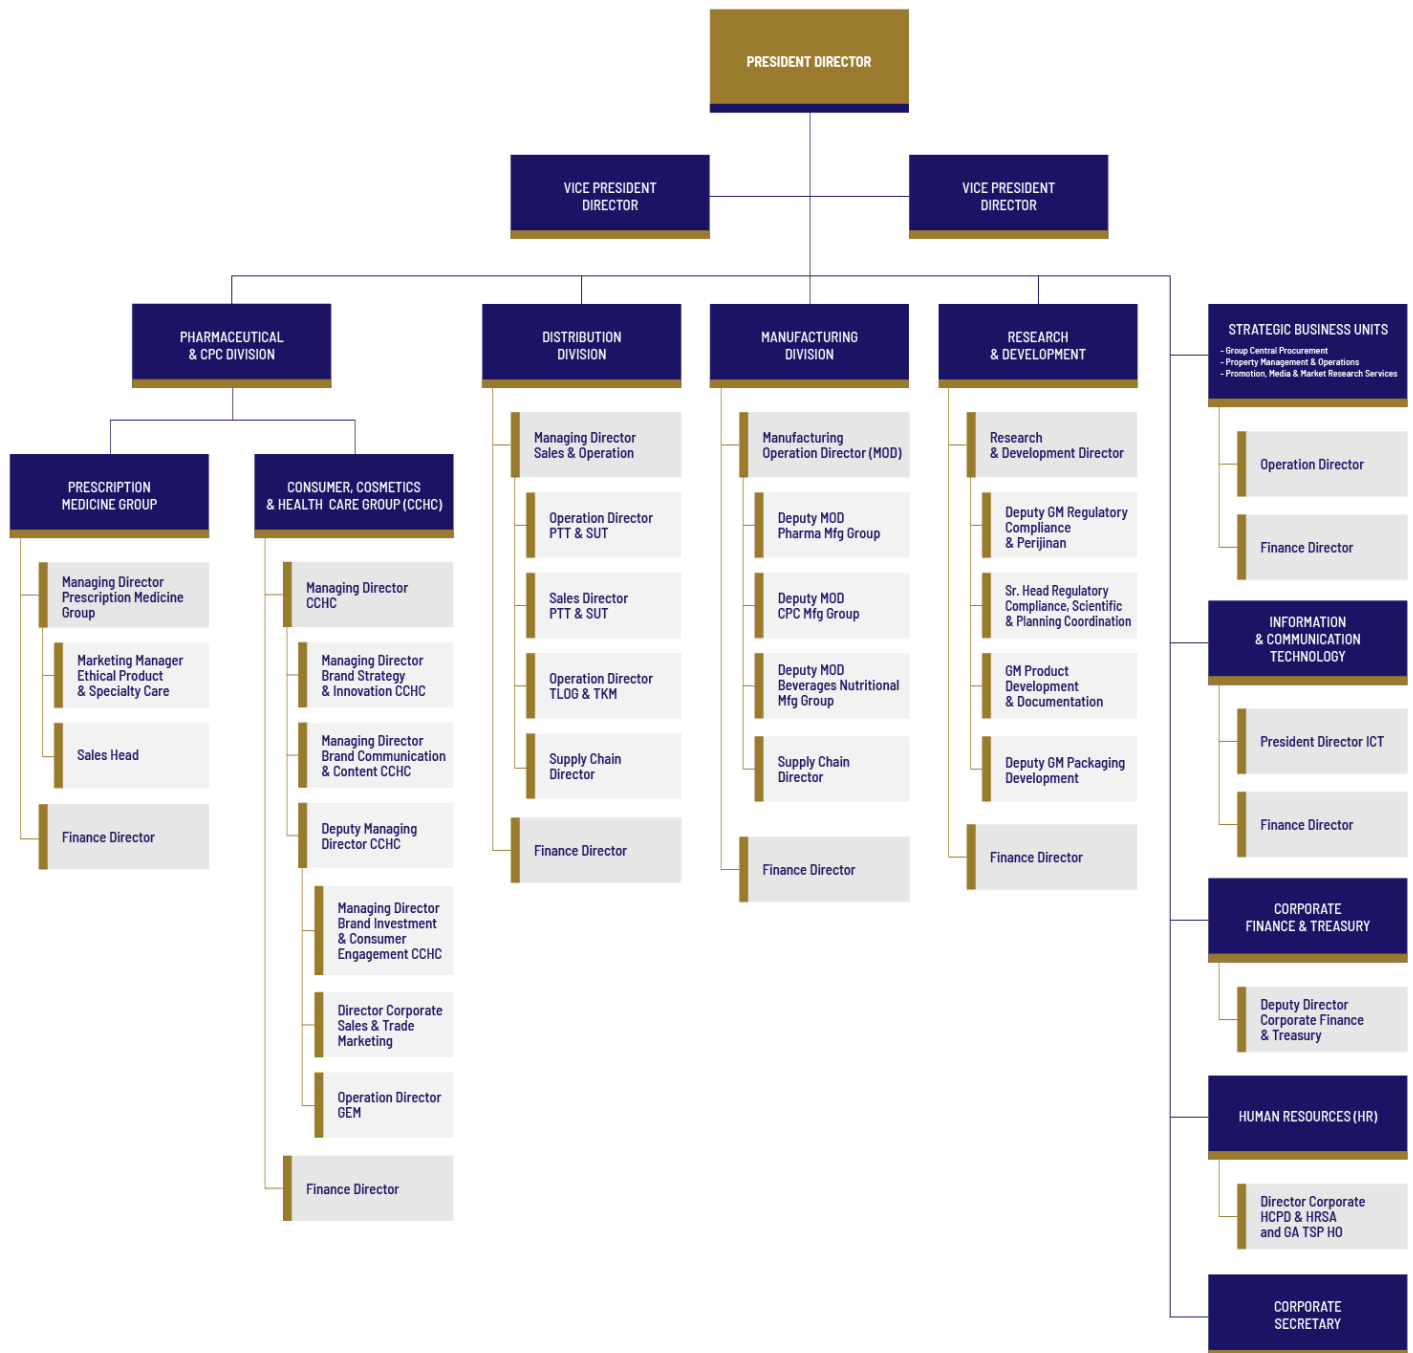 PRESIDENT DIRECTOR
VICE PRESIDENT
DIRECTOR
VICE PRESIDENT
DIRECTOR
PHARMACEUTICAL
& CPC DIVISION
PRESCRIPTION
MEDICINE GROUP
Managing Director
Prescription Medicine
Group
Marketing Manager
Ethical Product
& Specialty Care
Sales Head
Finance Director
CONSUMER, COSMETICS
& HEALTH CARE GROUP (CCHC)
Managing Director
CCHC
Managing Director
Brand Strategy
& Innovation CCHC
Managing Director
Brand Communication
& Content CCHC
Deputy Managing
Director CCHC
Managing Director
Brand Investment
& Consumer
Engagement CCHC
Director Corporate
Sales & Trade
Marketing
Operation Director
GEM
Finance Director
DISTRIBUTION
DIVISION
Managing Director
Sales & Operation
Operation Director
PTT & SUT
Sales Director
PTT & SUT
Operation Director
TLOG & TKM
Supply Chain
Director
Finance Director
MANUFACTURING
DIVISION
Manufacturing
Operation Director (MOD)
Deputy MOD
Pharma Mfg Group
Deputy MOD
CPC Mfg Group
Deputy MOD
Beverages Nutritional
Mfg Group
Supply Chain
Director
Finance Director
RESEARCH
& DEVELOPMENT
Research
& Development Director
Deputy GM Regulatory
Compliance
& Perijinan
Sr. Head Regulatory
Compliance, Scientific
& Planning Coordination
GM Product
Development
& Documentation
Deputy GM Packaging
Development
Finance Director
STRATEGIC BUSINESS UNITS
- Group Central Procurement
- Property Management & Operations
- Promotion, Media & Market Research Services
Operation Director
Finance Director
INFORMATION
& COMMUNICATION
TECHNOLOGY
President Director ICT
Finance Director
CORPORATE
FINANCE & TREASURY
Deputy Director
Corporate Finance
& Treasury
HUMAN RESOURCES (HR)
Director Corporate
HCPD & HRSA
and GA TSP HO
CORPORATE
SECRETARY